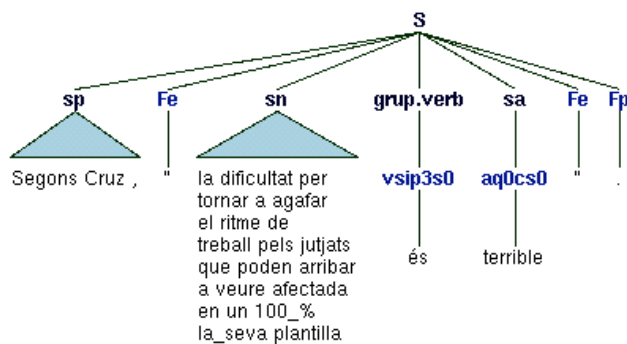 S
sp Fe sn grup.verb sa Fe Fp
Segons Cruz , " la dificultat per vsip3s0 aq0cs0 " .
tornar a agafar
el ritme de
treball pels jutjats
que poden arribar és terrible
a veure afectada
en un 100_%
la_seva plantilla